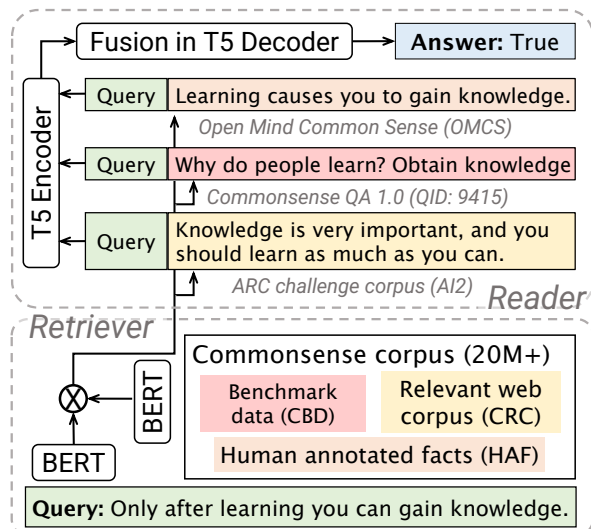 Fusion in T5 Decoder
Answer: True
T5 Encoder
Query
Learning causes you to gain knowledge.
Open Mind Common Sense (OMCS)
Query
Why do people learn? Obtain knowledge
Commonsense QA 1.0 (QID: 9415)
Query
Knowledge is very important, and you
should learn as much as you can.
ARC challenge corpus (AI2)
Reader
Retriever
BERT
BERT
Commonsense corpus (20M+)
Benchmark
data (CBD)
Relevant web
corpus (CRC)
Human annotated facts (HAF)
Query: Only after learning you can gain knowledge.